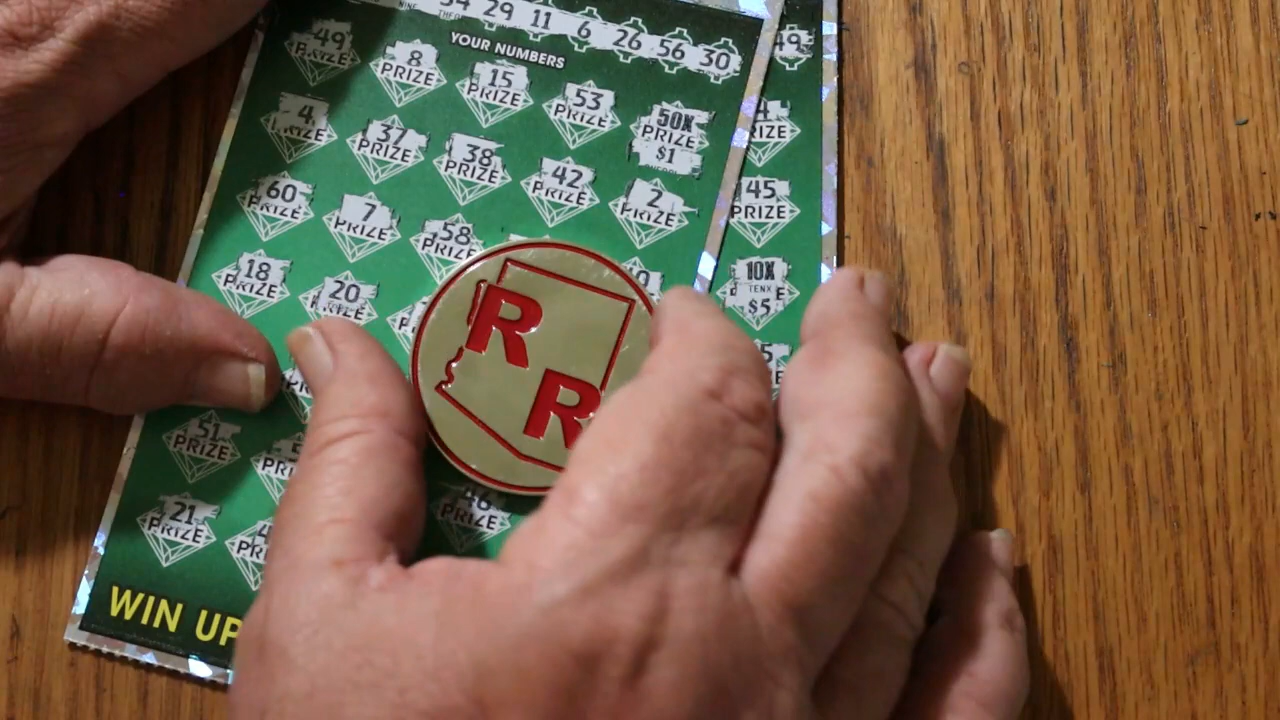 NINE
34 29 11 6 26 56 30
YOUR NUMBERS
49
49 8 15 53 50X
PRIZE PRIZE PRIZE PRIZE PRIZE
$1
4 37 38 42 2
PRIZE PRIZE PRIZE PRIZE PRIZE
45
PRIZE
60 7 58
PRIZE PRIZE PRIZE
10X
TENX
$5
18 20
PRIZE PRIZE
R
R
51
PRIZE
21 46
PRIZE PRIZE
WIN UP